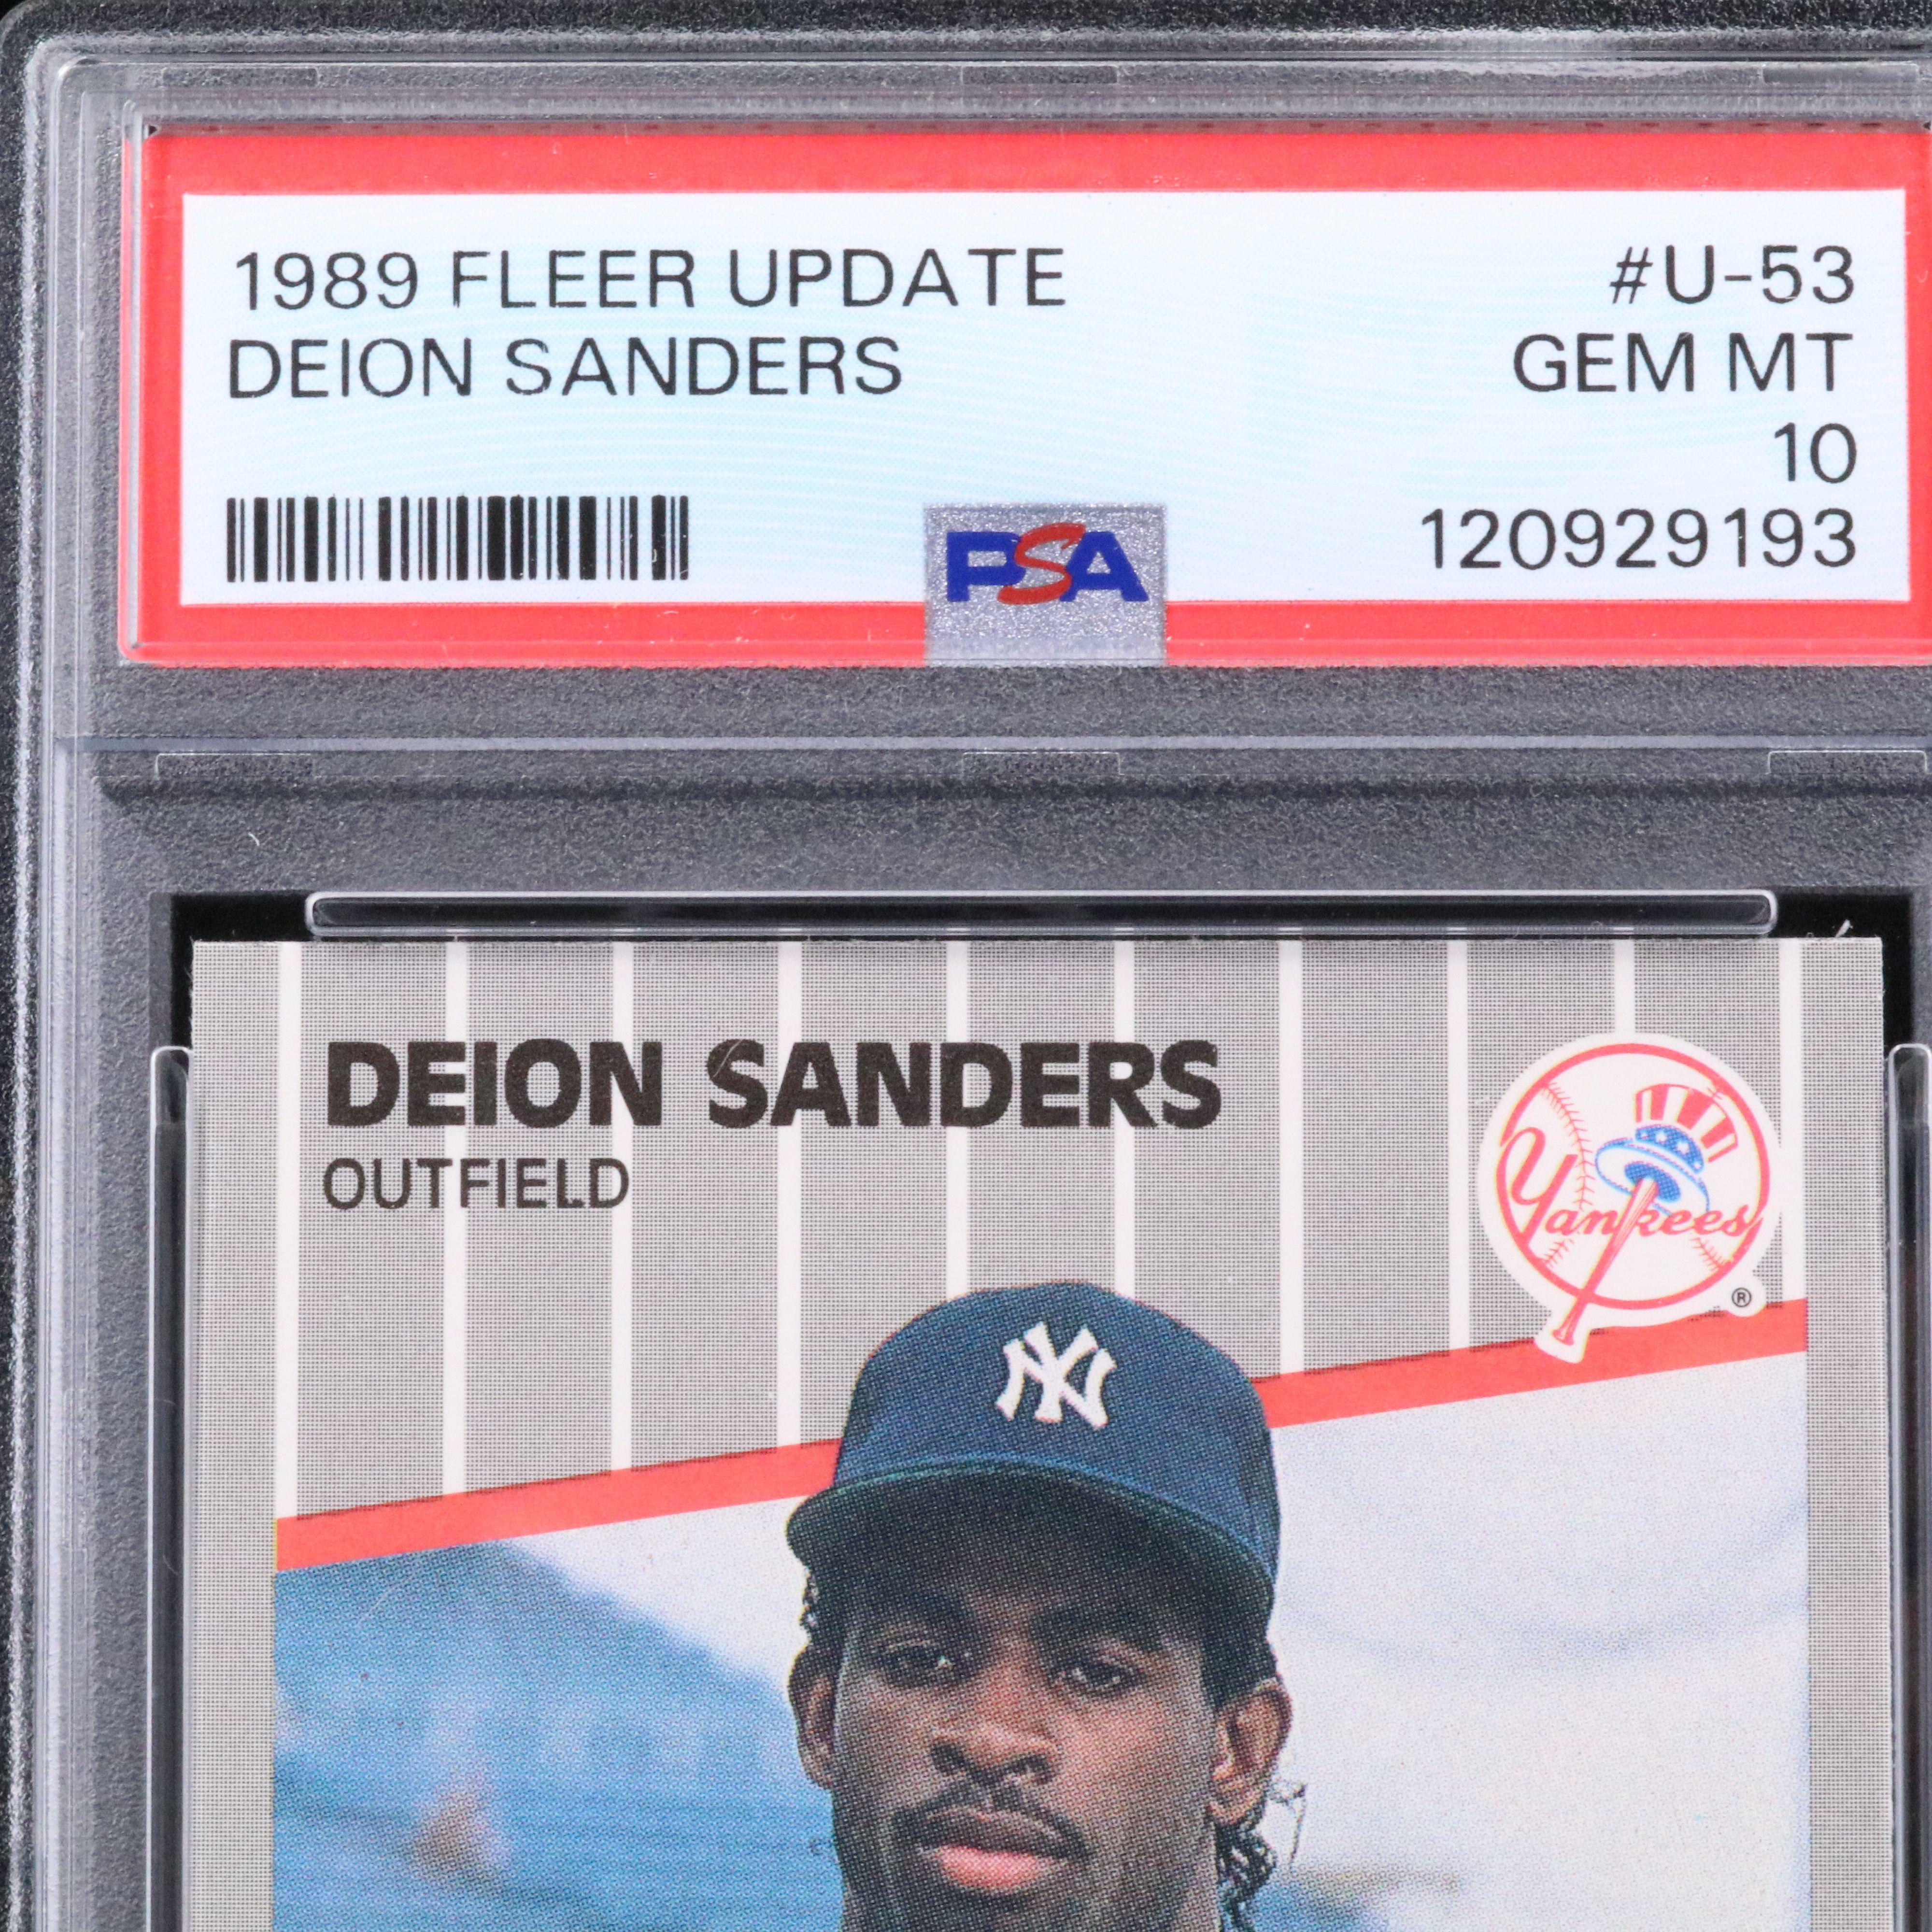 1989 FLEER UPDATE #U-53
DEION SANDERS GEM MT
10
PSA 120929193
DEION SANDERS
OUTFIELD
Yankees
®
NY